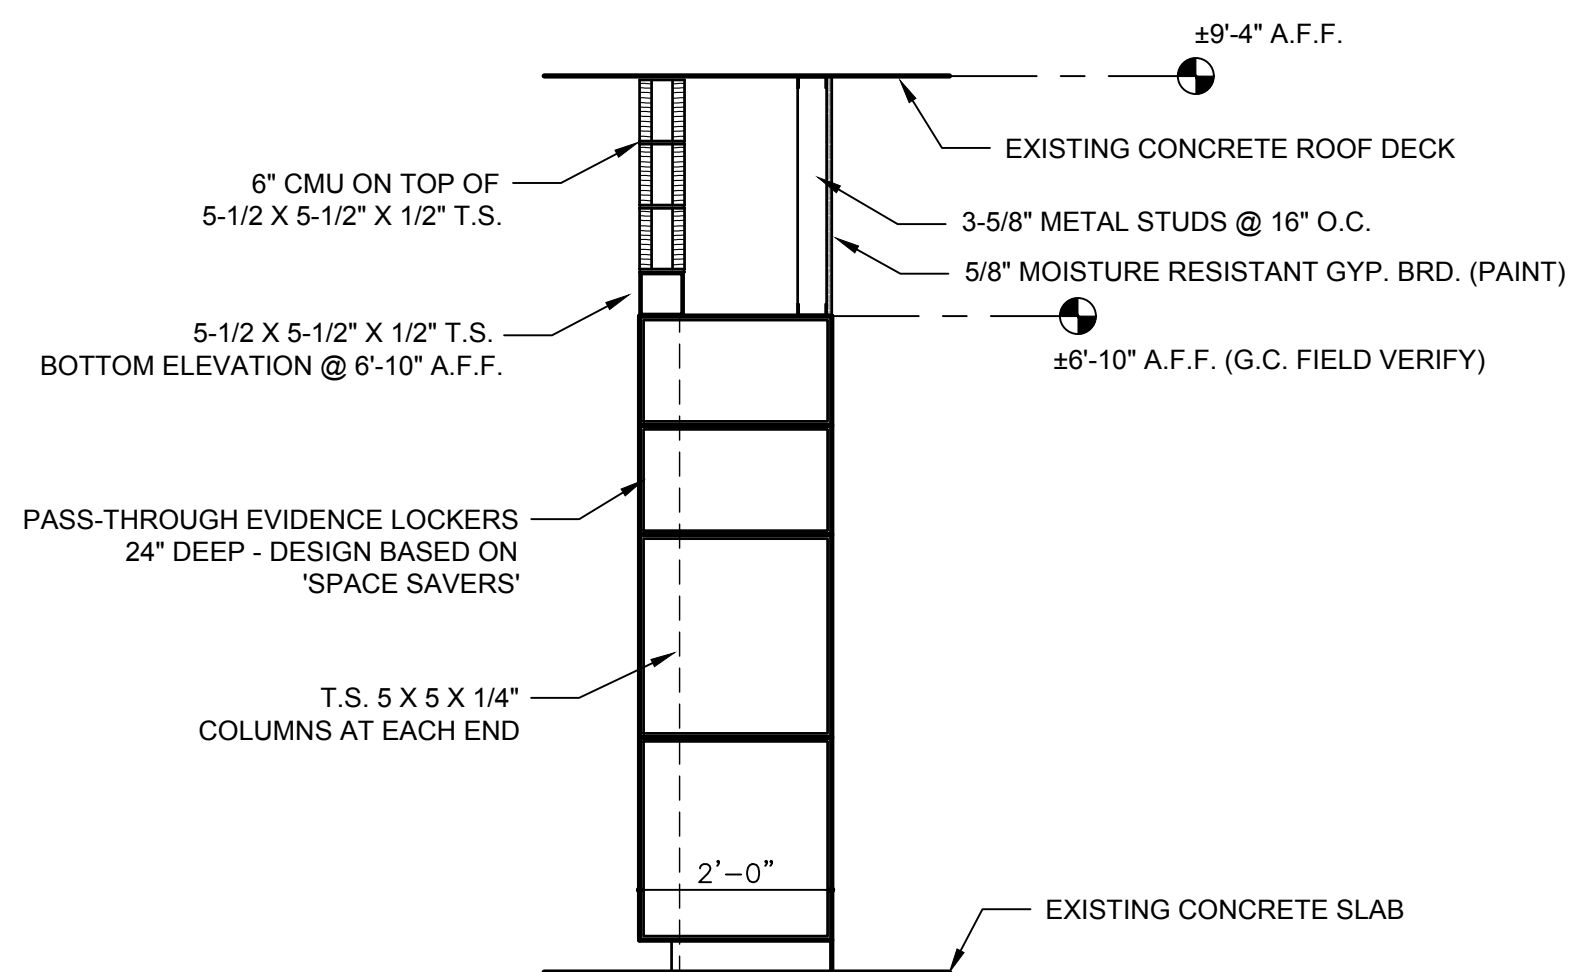 ±9'-4" A.F.F.
EXISTING CONCRETE ROOF DECK
6" CMU ON TOP OF
5-1/2 X 5-1/2" X 1/2" T.S.
3-5/8" METAL STUDS @ 16" O.C.
5/8" MOISTURE RESISTANT GYP. BRD. (PAINT)
5-1/2 X 5-1/2" X 1/2" T.S.
BOTTOM ELEVATION @ 6'-10" A.F.F.
±6'-10" A.F.F. (G.C. FIELD VERIFY)
PASS-THROUGH EVIDENCE LOCKERS
24" DEEP - DESIGN BASED ON
'SPACE SAVERS'
T.S. 5 X 5 X 1/4"
COLUMNS AT EACH END
2'-0"
EXISTING CONCRETE SLAB